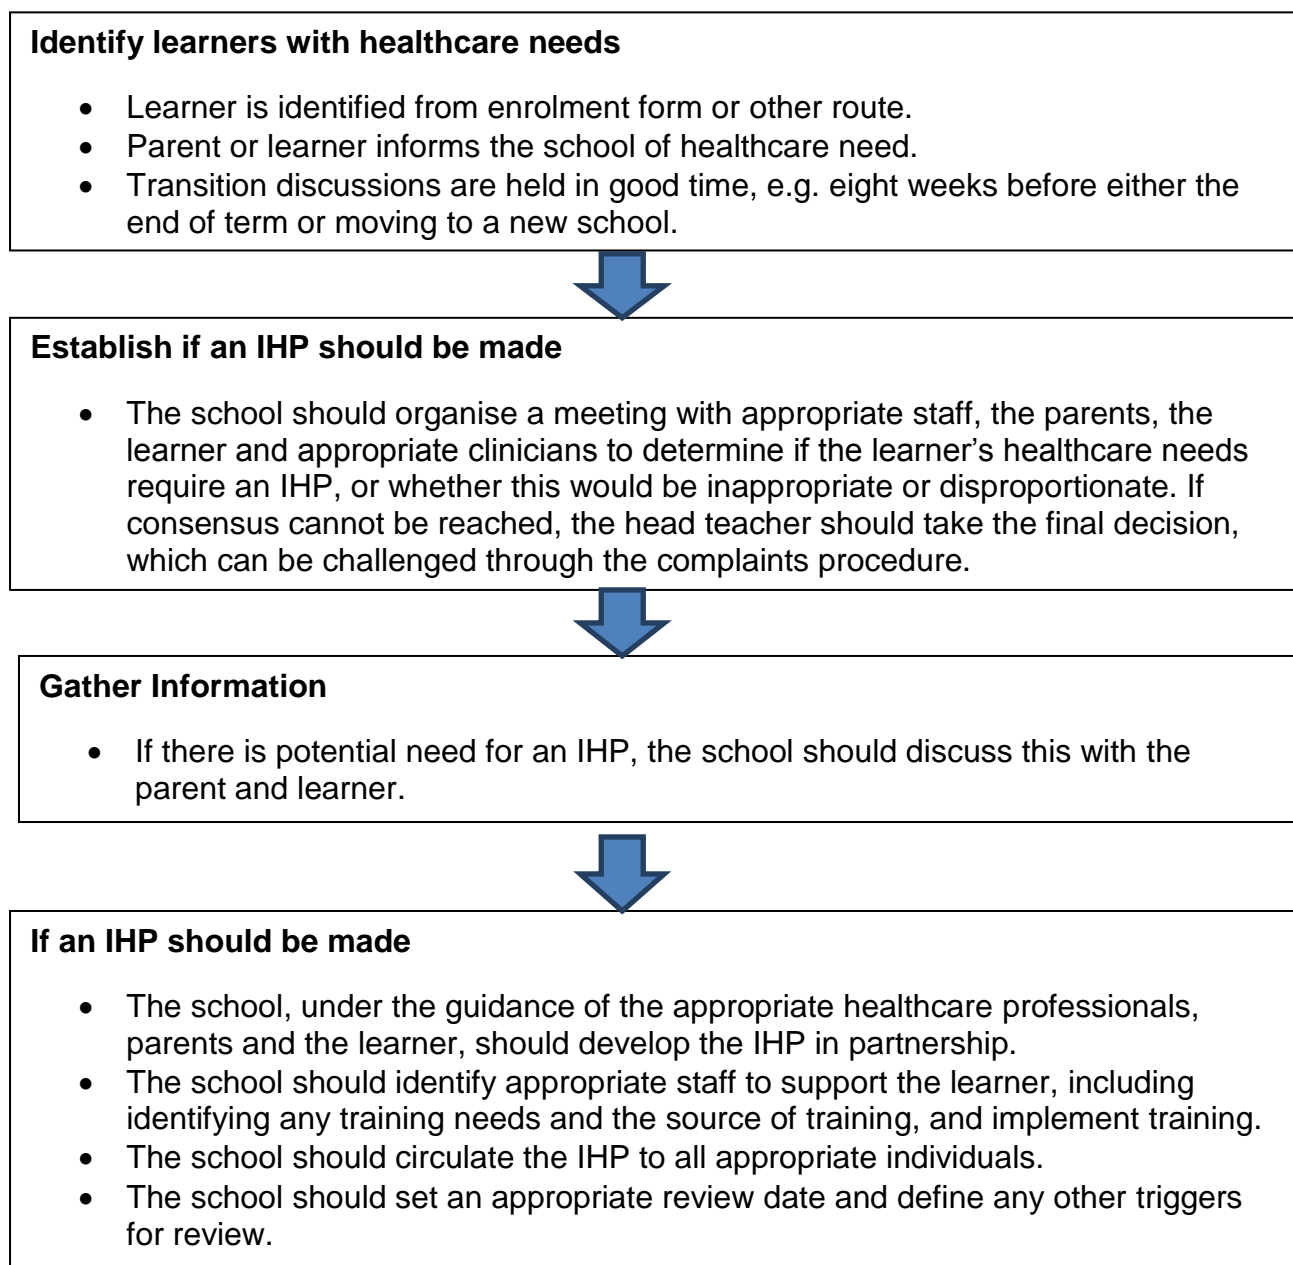 Identify learners with healthcare needs
• Learner is identified from enrolment form or other route.
• Parent or learner informs the school of healthcare need.
• Transition discussions are held in good time, e.g. eight weeks before either the
end of term or moving to a new school.
Establish if an IHP should be made
• The school should organise a meeting with appropriate staff, the parents, the
learner and appropriate clinicians to determine if the learner’s healthcare needs
require an IHP, or whether this would be inappropriate or disproportionate. If
consensus cannot be reached, the head teacher should take the final decision,
which can be challenged through the complaints procedure.
Gather Information
• If there is potential need for an IHP, the school should discuss this with the
parent and learner.
If an IHP should be made
• The school, under the guidance of the appropriate healthcare professionals,
parents and the learner, should develop the IHP in partnership.
• The school should identify appropriate staff to support the learner, including
identifying any training needs and the source of training, and implement training.
• The school should circulate the IHP to all appropriate individuals.
• The school should set an appropriate review date and define any other triggers
for review.